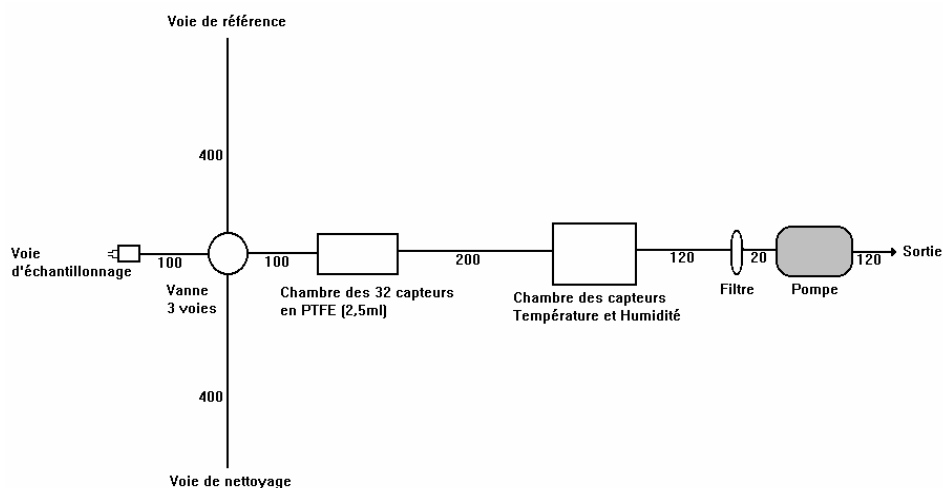 Voie de référence
400
Voie
d'échantillonnage
100
100
200
120
20
120
Sortie
Vanne
3 voies
Chambre des 32 capteurs
en PTFE (2,5ml)
Chambre des capteurs
Température et Humidité
Filtre
Pompe
400
Voie de nettoyage